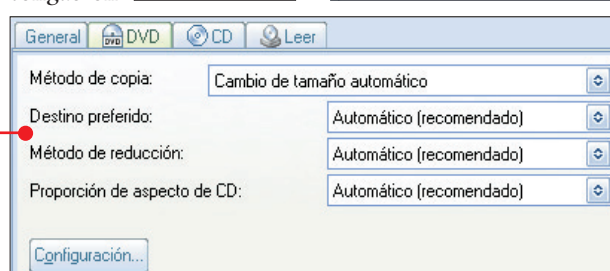 General DVD CD Leer
Método de copia: Cambio de tamaño automático
Destino preferido: Automático (recomendado)
Método de reducción: Automático (recomendado)
Proporción de aspecto de CD: Automático (recomendado)
Configuración...